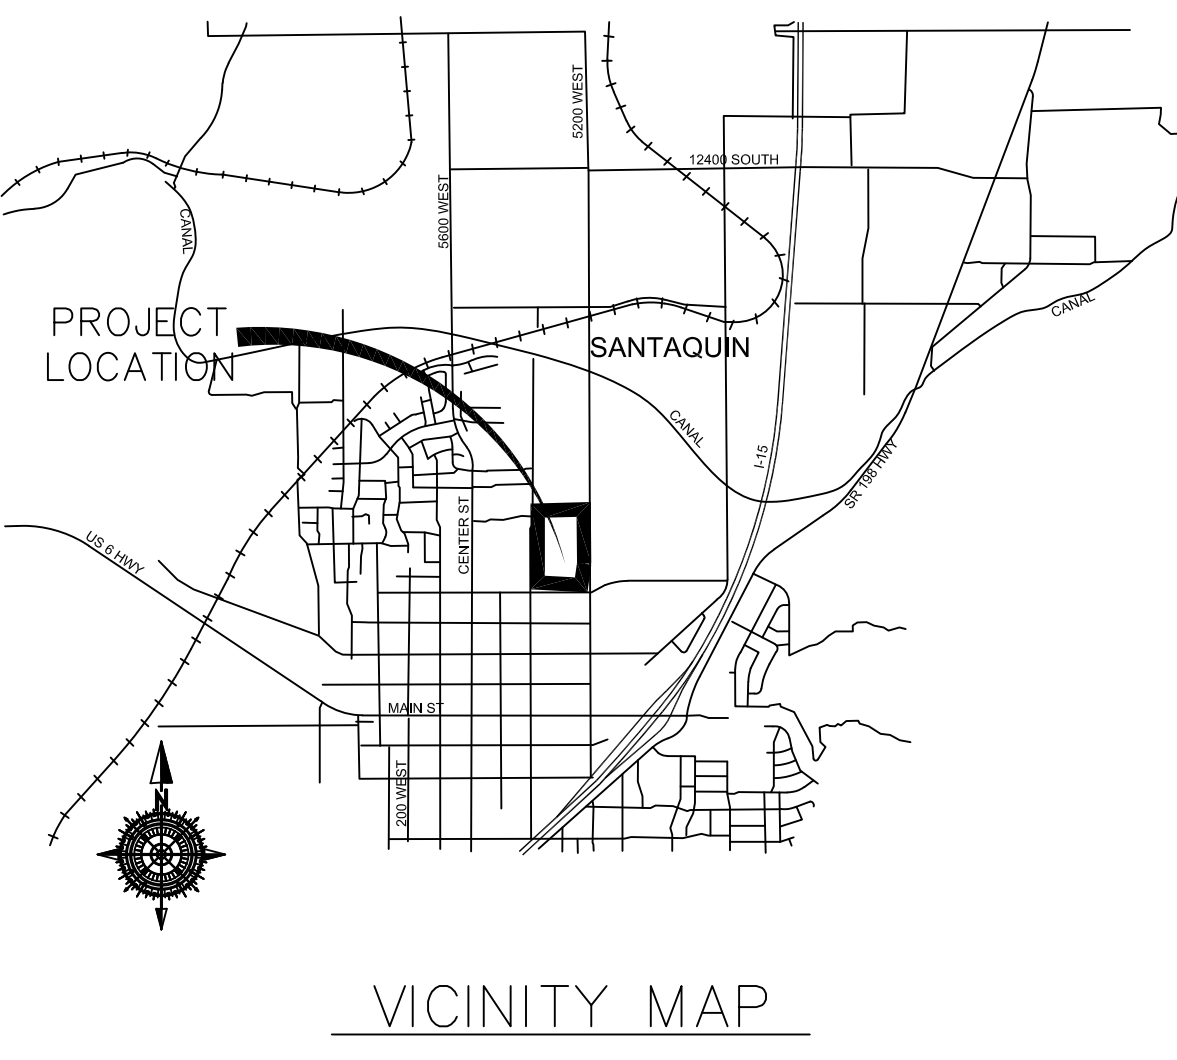 5200 WEST
12400 SOUTH
5600 WEST
CANAL
CANAL
PROJECT
LOCATION
SANTAQUIN
CANAL
I-15
SR 198 HWY
US 6 HWY
CENTER ST
MAIN ST
200 WEST
N
VICINITY MAP